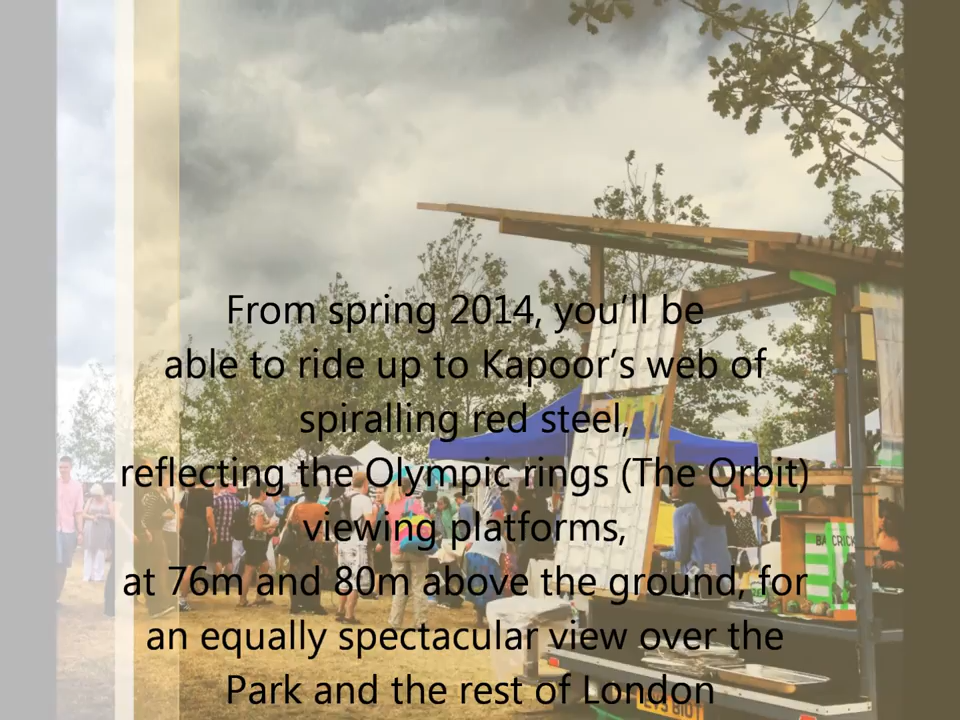 From spring 2014, you’ll be
able to ride up to Kapoor’s web of
spiralling red steel,
reflecting the Olympic rings (The Orbit)
viewing platforms,
at 76m and 80m above the ground, for
an equally spectacular view over the
Park and the rest of London